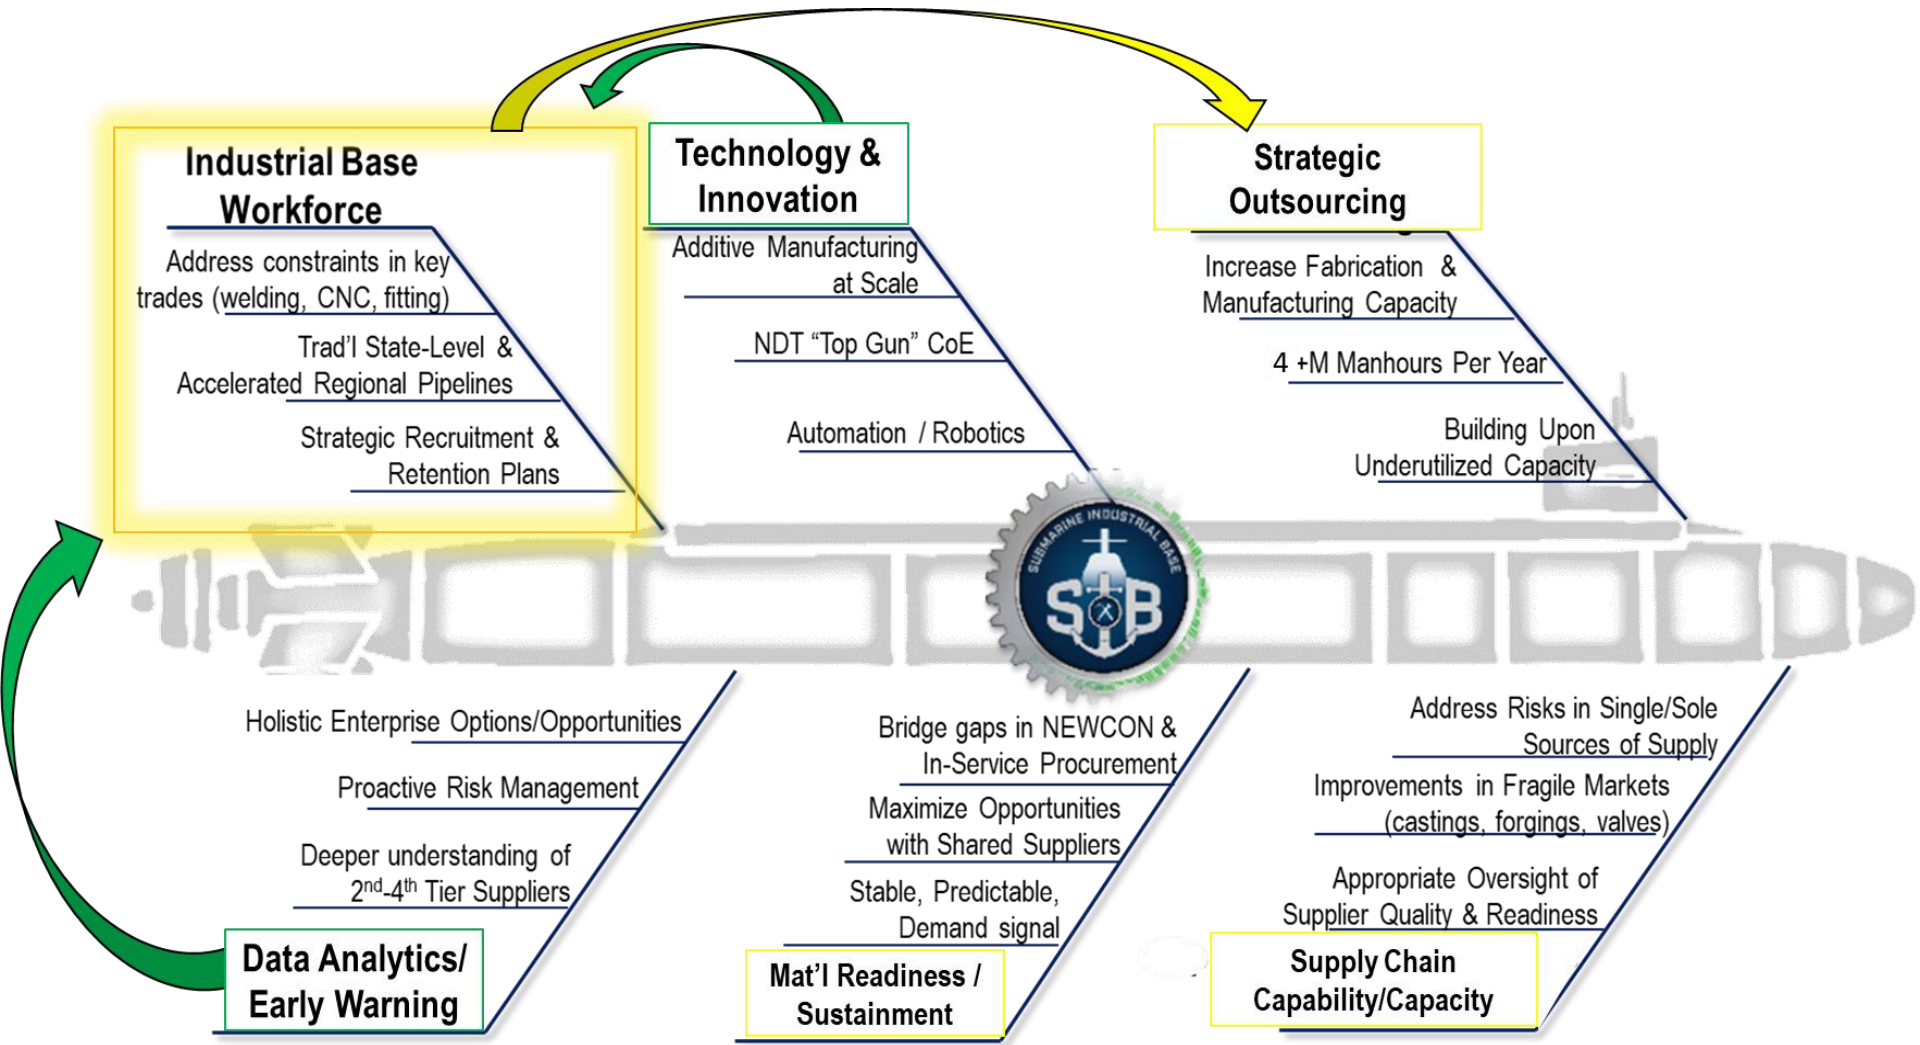 Industrial Base
Workforce
Address constraints in key
trades (welding, CNC, fitting)
Trad'l State-Level &
Accelerated Regional Pipelines
Strategic Recruitment &
Retention Plans
Technology &
Innovation
Additive Manufacturing
at Scale
NDT “Top Gun” CoE
Automation / Robotics
Strategic
Outsourcing
Increase Fabrication &
Manufacturing Capacity
4 +M Manhours Per Year
Building Upon
Underutilized Capacity
SUBMARINE INDUSTRIAL BASE
SIB
Holistic Enterprise Options/Opportunities
Proactive Risk Management
Deeper understanding of
2nd-4th Tier Suppliers
Data Analytics/
Early Warning
Bridge gaps in NEWCON &
In-Service Procurement
Maximize Opportunities
with Shared Suppliers
Stable, Predictable,
Demand signal
Mat'l Readiness /
Sustainment
Address Risks in Single/Sole
Sources of Supply
Improvements in Fragile Markets
(castings, forgings, valves)
Appropriate Oversight of
Supplier Quality & Readiness
Supply Chain
Capability/Capacity